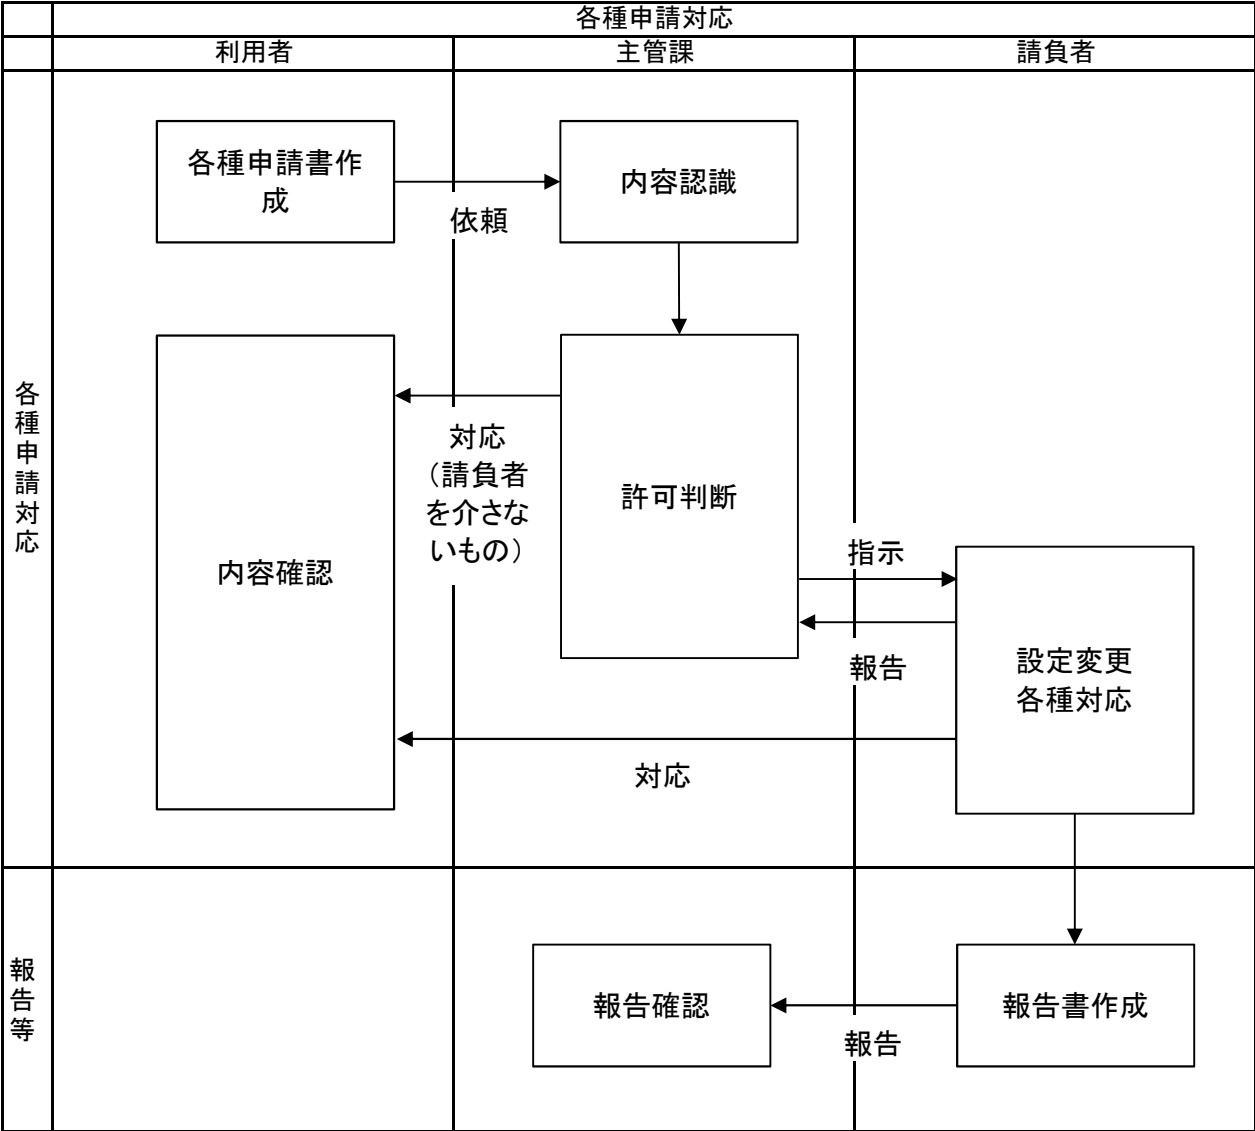 各種申請対応
利用者
主管課
請負者
各種申請対応
各種申請書作
成
依頼
内容認識
内容確認
対応
（請負者
を介さな
いもの）
許可判断
指示
報告
設定変更
各種対応
対応
報告等
報告確認
報告
報告書作成